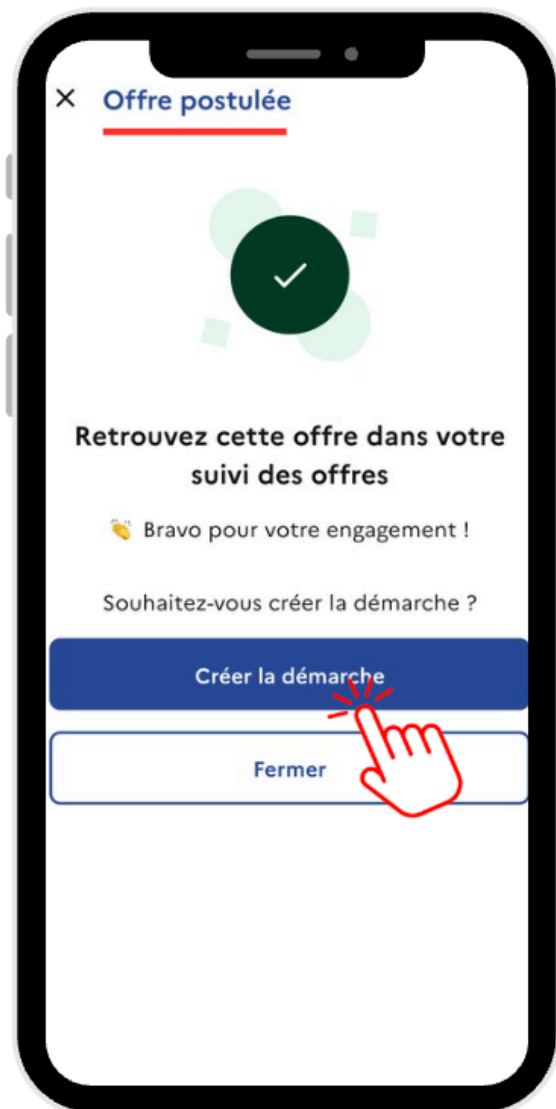 × Offre postulée
Retrouvez cette offre dans votre
suivi des offres
👏 Bravo pour votre engagement !
Souhaitez-vous créer la démarche ?
Créer la démarche
Fermer